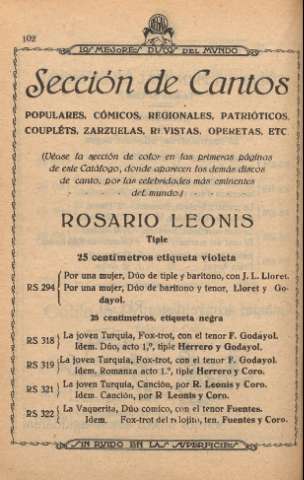 102
LOS MEJORES DISCOS DEL MVNDO
Sección de Cantos
POPULARES, CÓMICOS, REGIONALES, PATRIÓTICOS,
COUPLÉTS, ZARZUELAS, REVISTAS, OPERETAS, ETC.
(Véase la sección de color en las primeras páginas
de este Catálogo, donde aparecen los demás discos
de canto, por las celebridades más eminentes
del mundo.)
ROSARIO LEONIS
Tiple
25 centímetros etiqueta violeta
RS 294 { Por una mujer, Dúo de tiple y barítono, con J. L. Lloret.
Por una mujer, Dúo de barítono y tenor, Lloret y Go-
dayol.
25 centímetros, etiqueta negra
RS 318 { La joven Turquía, Fox-trot, con el tenor F. Godayol.
Idem. Dúo, acto 1.º, tiple Herrero y Godayol.
RS 319 { La joven Turquía, Fox-trot, con el tenor F. Godayol.
Idem. Romanza acto 1.º, tiple Herrero y Coro.
RS 321 { La joven Turquía, Canción, por R. Leonís y Coro.
Idem. Canción, por R Leonís y Coro.
RS 322 { La Vaquerita, Dúo cómico, con el tenor Fuentes.
Idem. Fox-trot del relojito, ten. Fuentes y Coro.
SIN RVIDO EN LAS SVPERFICIES